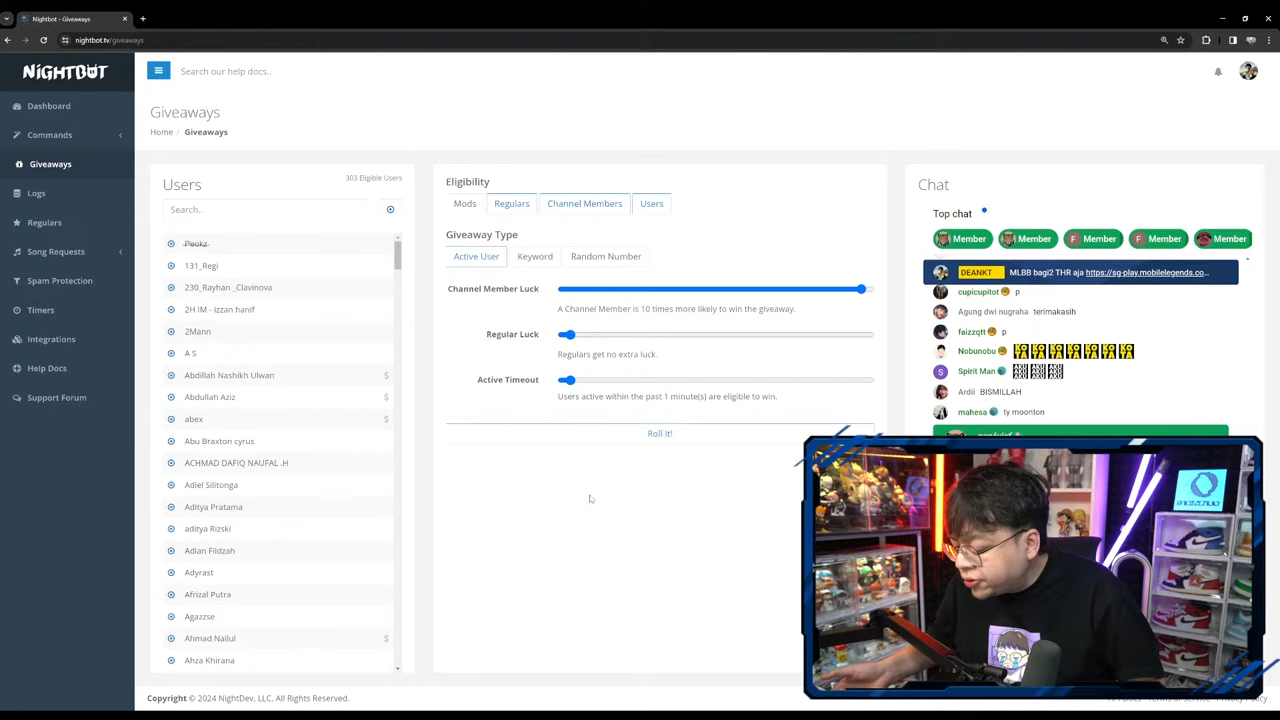 Nightbot - Giveaways
nightbot.tv/giveaways
NIGHTBOT
Search our help docs..
Dashboard
Commands
Giveaways
Logs
Regulars
Song Requests
Spam Protection
Timers
Integrations
Help Docs
Support Forum
Giveaways
Home / Giveaways
Users
303 Eligible Users
Search..
Peokz
131_Regi
230_Rayhan _Clavinova
2H IM - izzan hanif
2Mann
A S
Abdillah Nashikh Ulwan $
Abdullah Aziz $
abex $
Abu Braxton cyrus
ACHMAD DAFIQ NAUFAL .H
Adiel Silitonga
Aditya Pratama
aditya Rizski
Adlan Fildzah
Adyrast
Afrizal Putra
Agazzse
Ahmad Nailul $
Ahza Khirana
Eligibility
Mods Regulars Channel Members Users
Giveaway Type
Active User Keyword Random Number
Channel Member Luck
A Channel Member is 10 times more likely to win the giveaway.
Regular Luck
Regulars get no extra luck.
Active Timeout
Users active within the past 1 minute(s) are eligible to win.
Roll It!
Chat
Top chat
Member Member F Member F Member Member
DEANKT MLBB bagi2 THR aja https://sg-play.mobilelegends.co...
cupicupitot p
Agung dwi nugraha terimakasih
faizzqtt p
Nobunobu
S Spirit Man
Ardii BISMILLAH
mahesa ty moonton
Copyright © 2024 NightDev, LLC. All Rights Reserved.